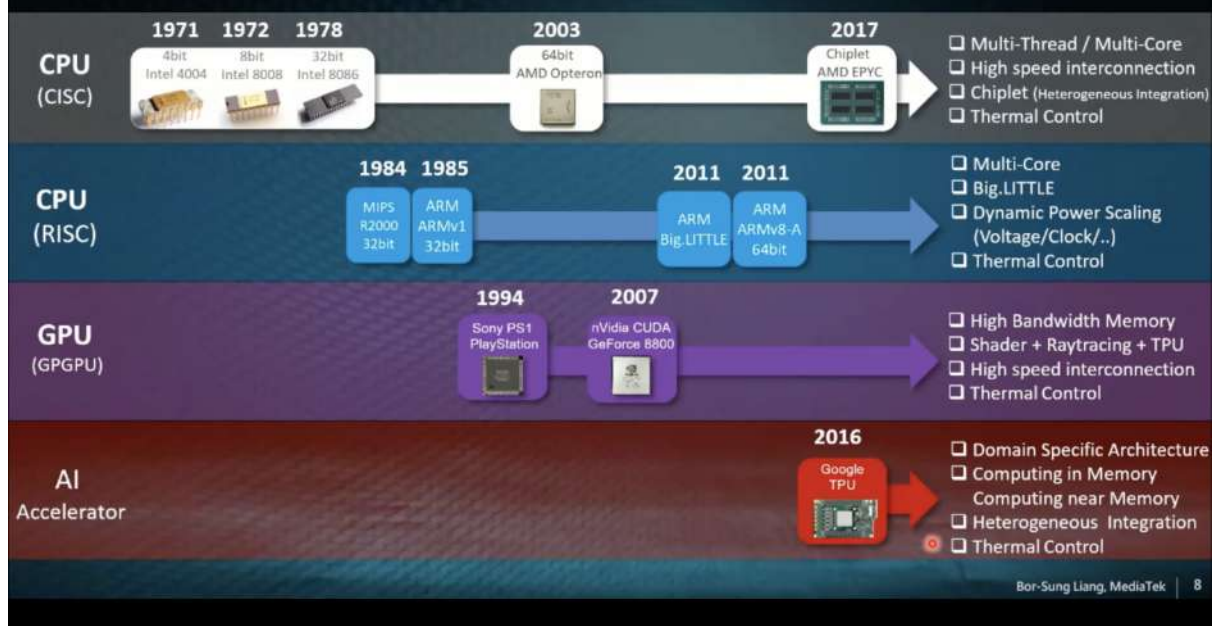 1971
1972
1978
2003
2017
CPU
(CISC)
4bit
Intel 4004
8bit
Intel 8008
32bit
Intel 8086
64bit
AMD Opteron
Chiplet
AMD EPYC
❑ Multi-Thread / Multi-Core
❑ High speed interconnection
❑ Chiplet (Heterogeneous Integration)
❑ Thermal Control
1984
1985
2011
2011
CPU
(RISC)
MIPS
R2000
32bit
ARM
ARMv1
32bit
ARM
Big.LITTLE
ARM
ARMv8-A
64bit
❑ Multi-Core
❑ Big.LITTLE
❑ Dynamic Power Scaling
(Voltage/Clock/..)
❑ Thermal Control
1994
2007
GPU
(GPGPU)
Sony PS1
PlayStation
nVidia CUDA
GeForce 8800
❑ High Bandwidth Memory
❑ Shader + Raytracing + TPU
❑ High speed interconnection
❑ Thermal Control
2016
AI
Accelerator
Google
TPU
❑ Domain Specific Architecture
❑ Computing in Memory
Computing near Memory
❑ Heterogeneous Integration
❑ Thermal Control
Bor-Sung Liang, MediaTek | 8